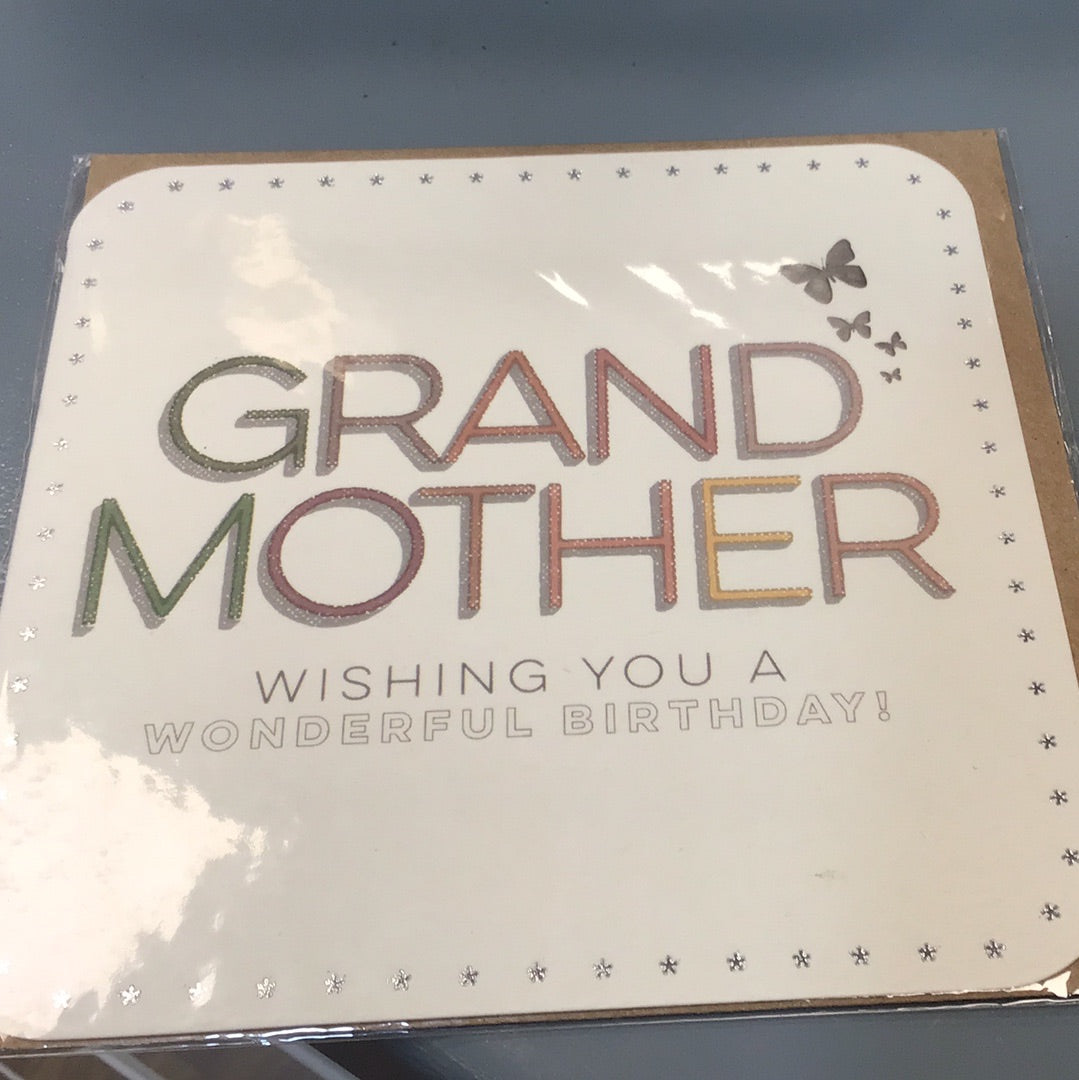 GRAND
MOTHER
WISHING YOU A
WONDERFUL BIRTHDAY!